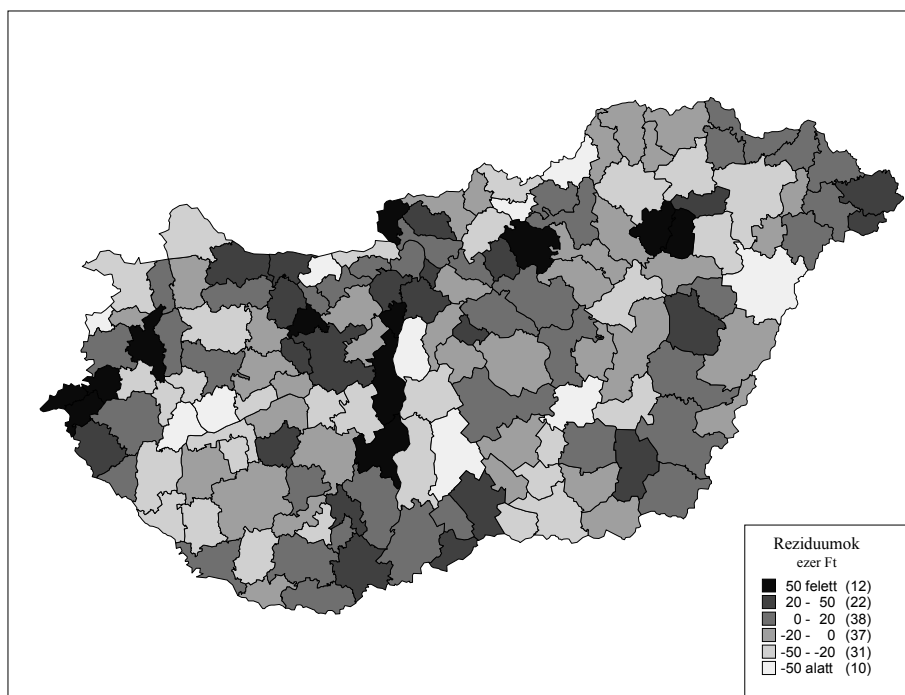 Reziduumok
ezer Ft
50 felett (12)
20 - 50 (22)
0 - 20 (38)
-20 - 0 (37)
-50 - -20 (31)
-50 alatt (10)